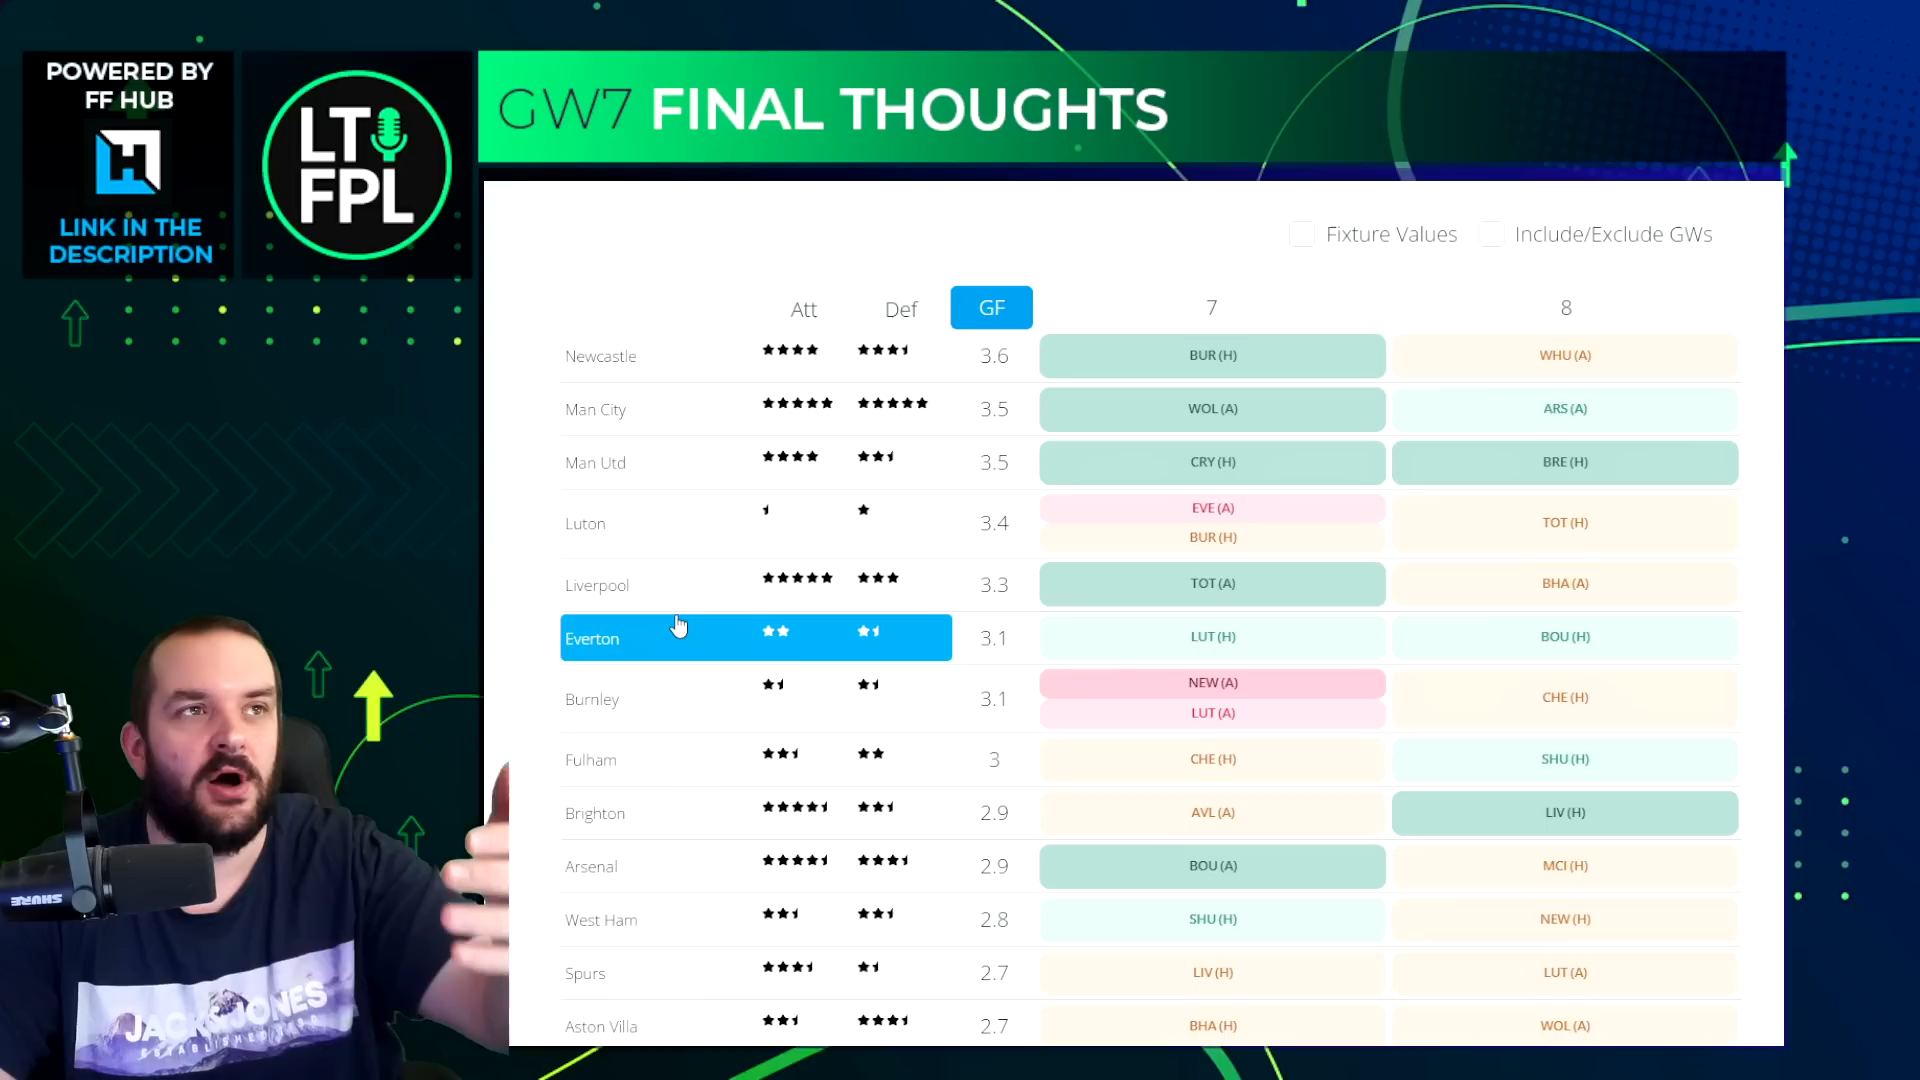 POWERED BY
FF HUB
LINK IN THE
DESCRIPTION
LT
FPL
GW7 FINAL THOUGHTS
Fixture Values Include/Exclude GWs
Att Def GF 7 8
Newcastle 3.6 BUR (H) WHU (A)
Man City 3.5 WOL (A) ARS (A)
Man Utd 3.5 CRY (H) BRE (H)
Luton 3.4 EVE (A) TOT (H)
BUR (H)
Liverpool 3.3 TOT (A) BHA (A)
Everton 3.1 LUT (H) BOU (H)
Burnley 3.1 NEW (A) CHE (H)
LUT (A)
Fulham 3 CHE (H) SHU (H)
Brighton 2.9 AVL (A) LIV (H)
Arsenal 2.9 BOU (A) MCI (H)
West Ham 2.8 SHU (H) NEW (H)
Spurs 2.7 LIV (H) LUT (A)
Aston Villa 2.7 BHA (H) WOL (A)
SHURE
JACK & JONES